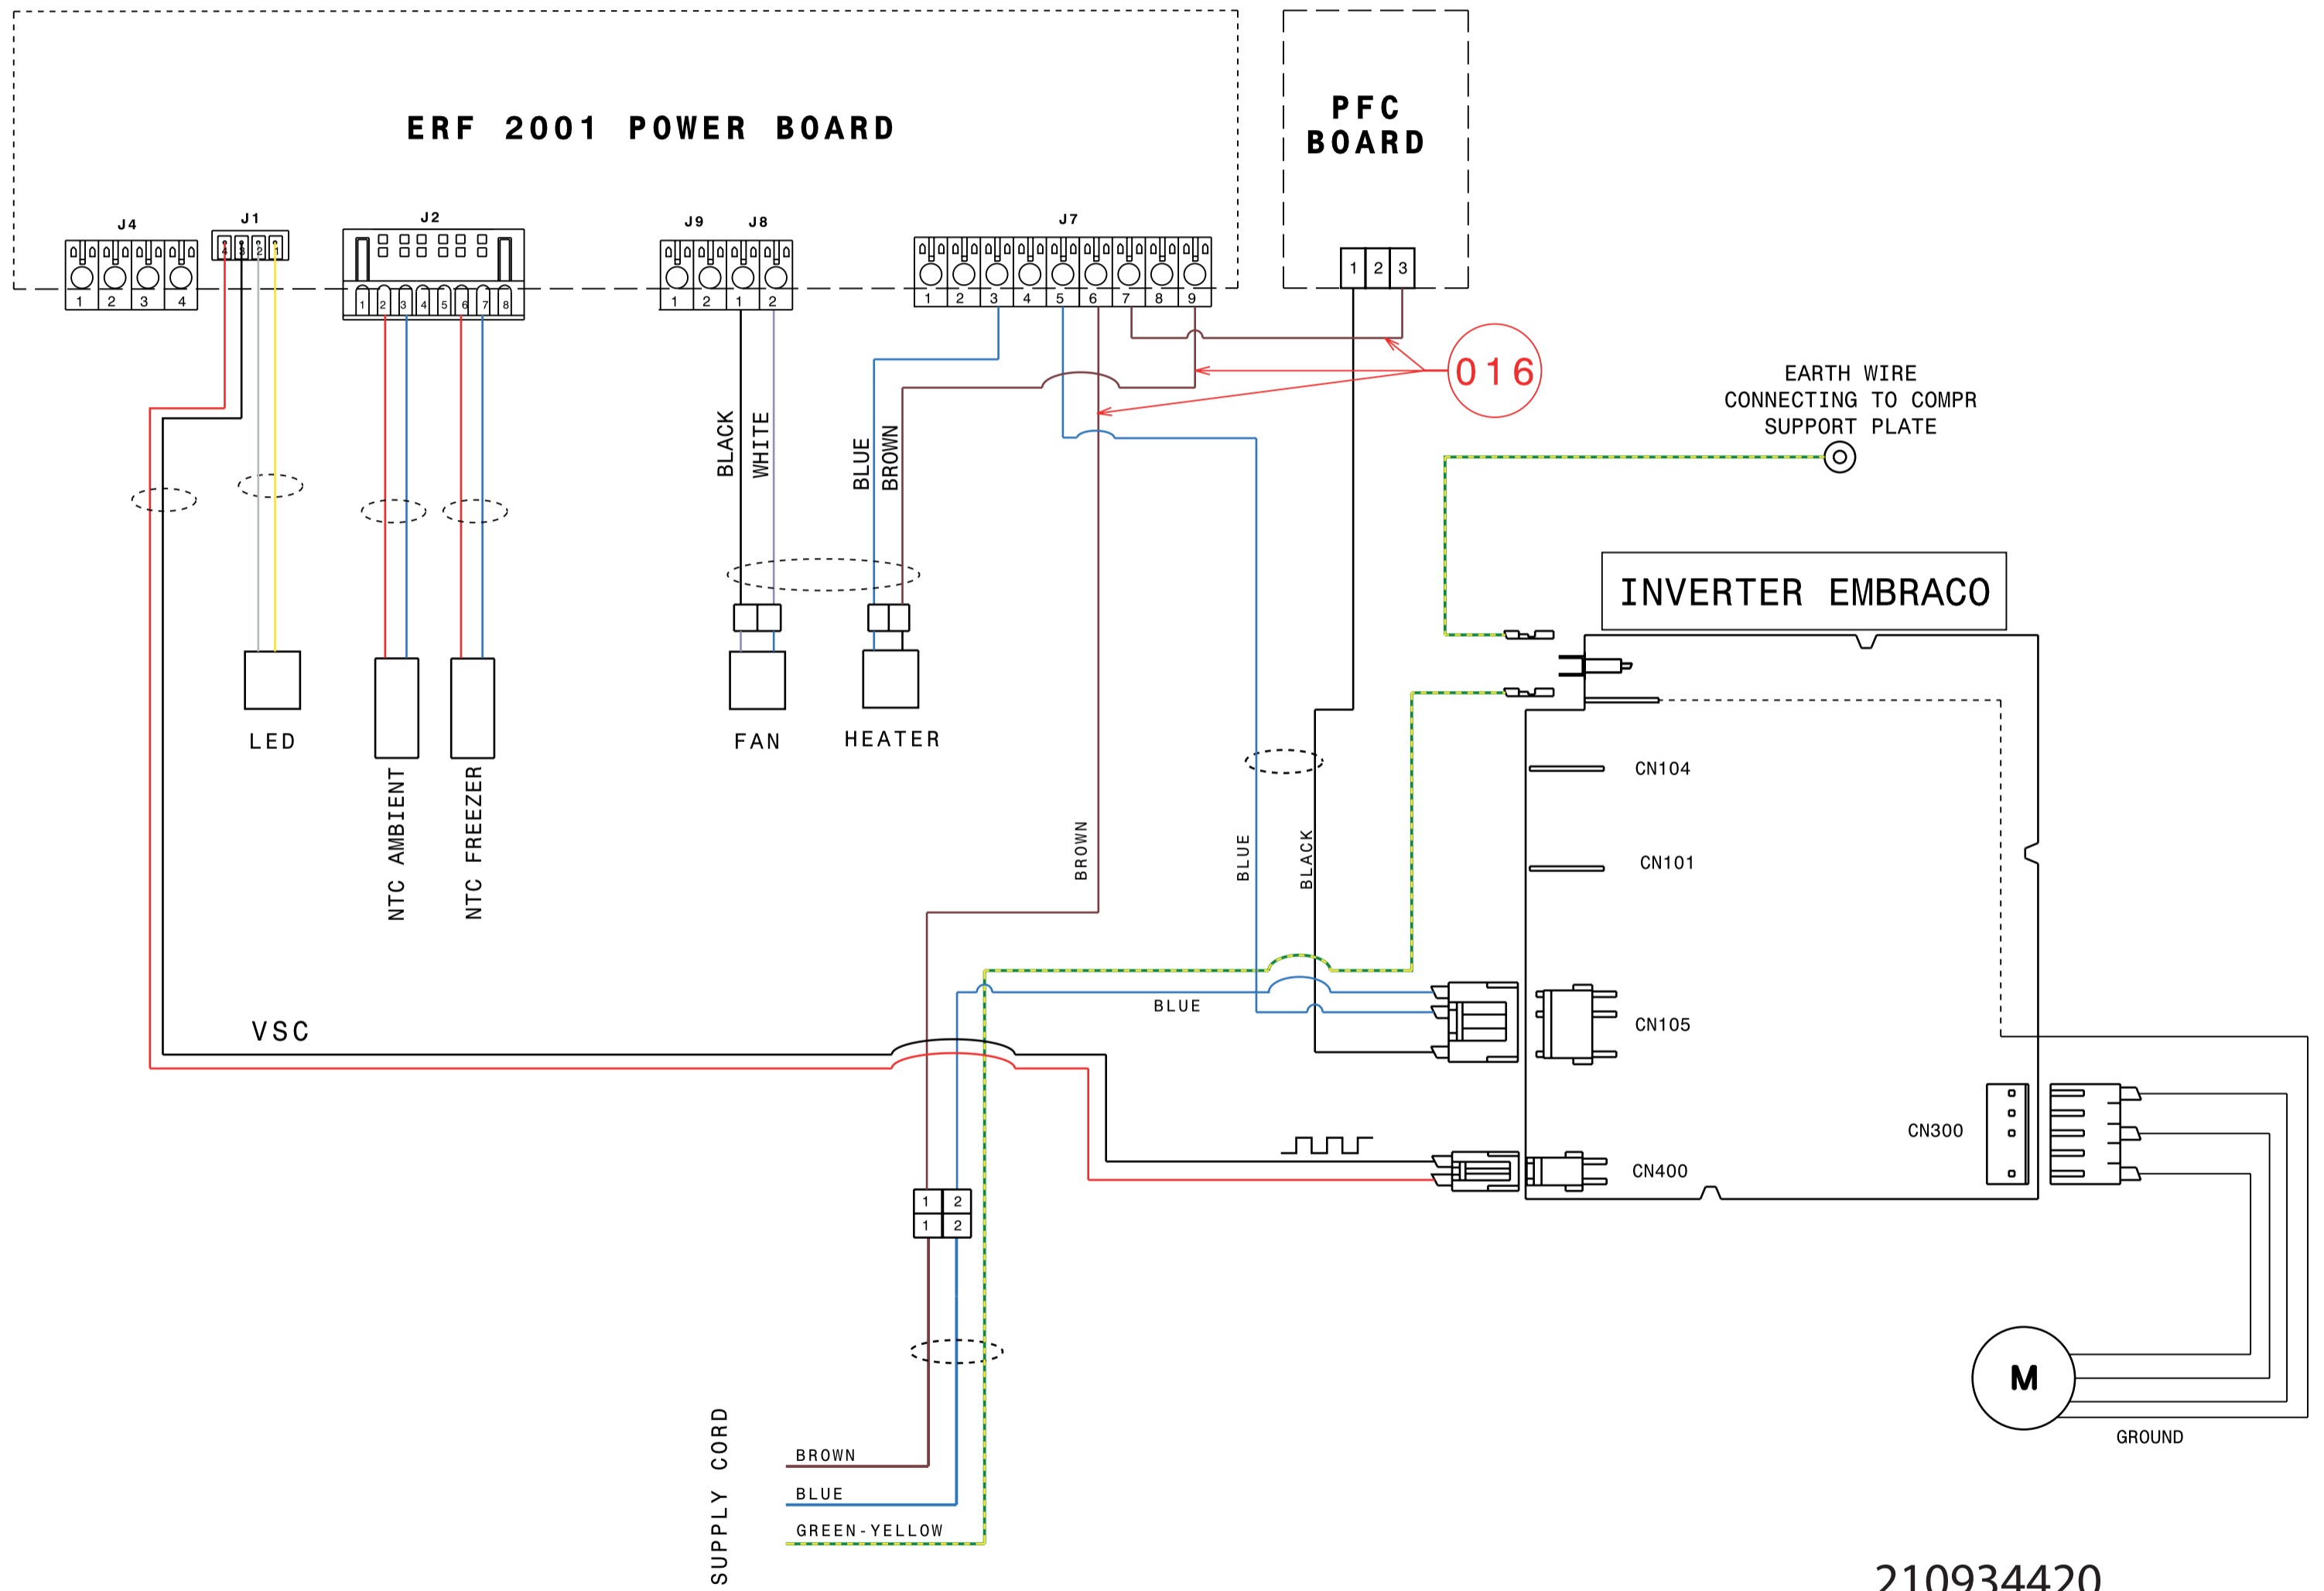 ERF 2001 POWER BOARD
PFC
BOARD
J4
J1
J2
J9
J8
J7
4 3 2 1
1 2 3
1 2 3 4
1 2 3 4 5 6 7 8
1 2 1 2
1 2 3 4 5 6 7 8 9
016
EARTH WIRE
CONNECTING TO COMPR
SUPPORT PLATE
BLACK
WHITE
BLUE
BROWN
INVERTER EMBRACO
LED
FAN
HEATER
NTC AMBIENT
NTC FREEZER
CN104
BROWN
BLUE
BLACK
CN101
BLUE
CN105
VSC
CN300
CN400
1 2
1 2
M
GROUND
SUPPLY CORD
BROWN
BLUE
GREEN-YELLOW
210934420